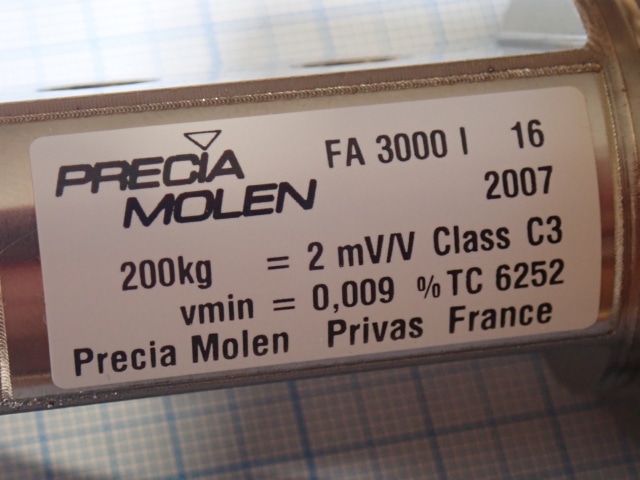 PRECIA MOLEN
FA 3000 I 16
2007
200kg = 2 mV/V Class C3
vmin = 0,009 % TC 6252
Precia Molen Privas France